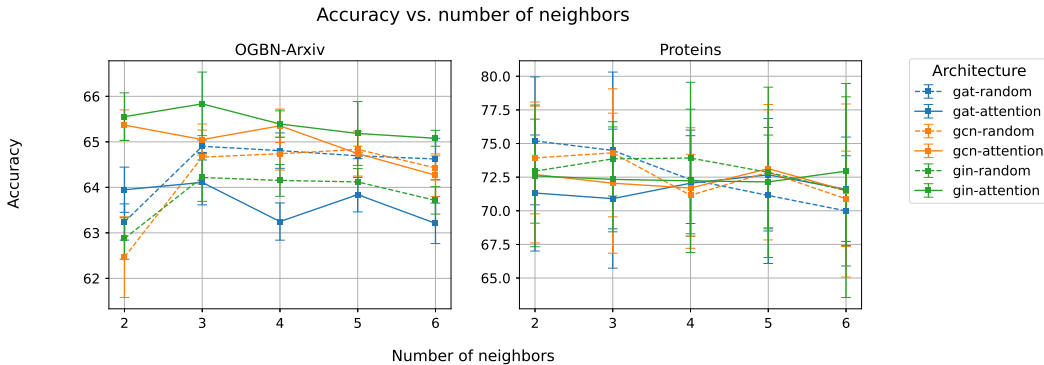 Accuracy vs. number of neighbors
OGBN-Arxiv
Accuracy
66
65
64
63
62
2 3 4 5 6
Proteins
80.0
77.5
75.0
72.5
70.0
67.5
65.0
2 3 4 5 6
Number of neighbors
Architecture
gat-random
gat-attention
gcn-random
gcn-attention
gin-random
gin-attention